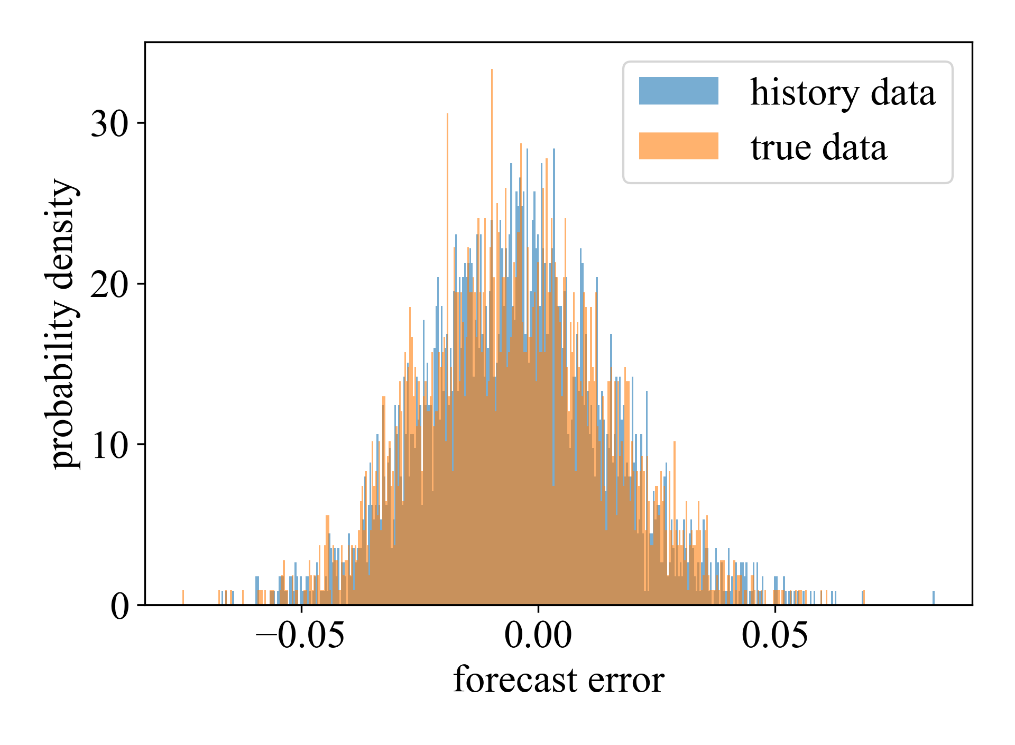 history data
true data
30
20
10
0
−0.05
0.00
0.05
probability density
forecast error